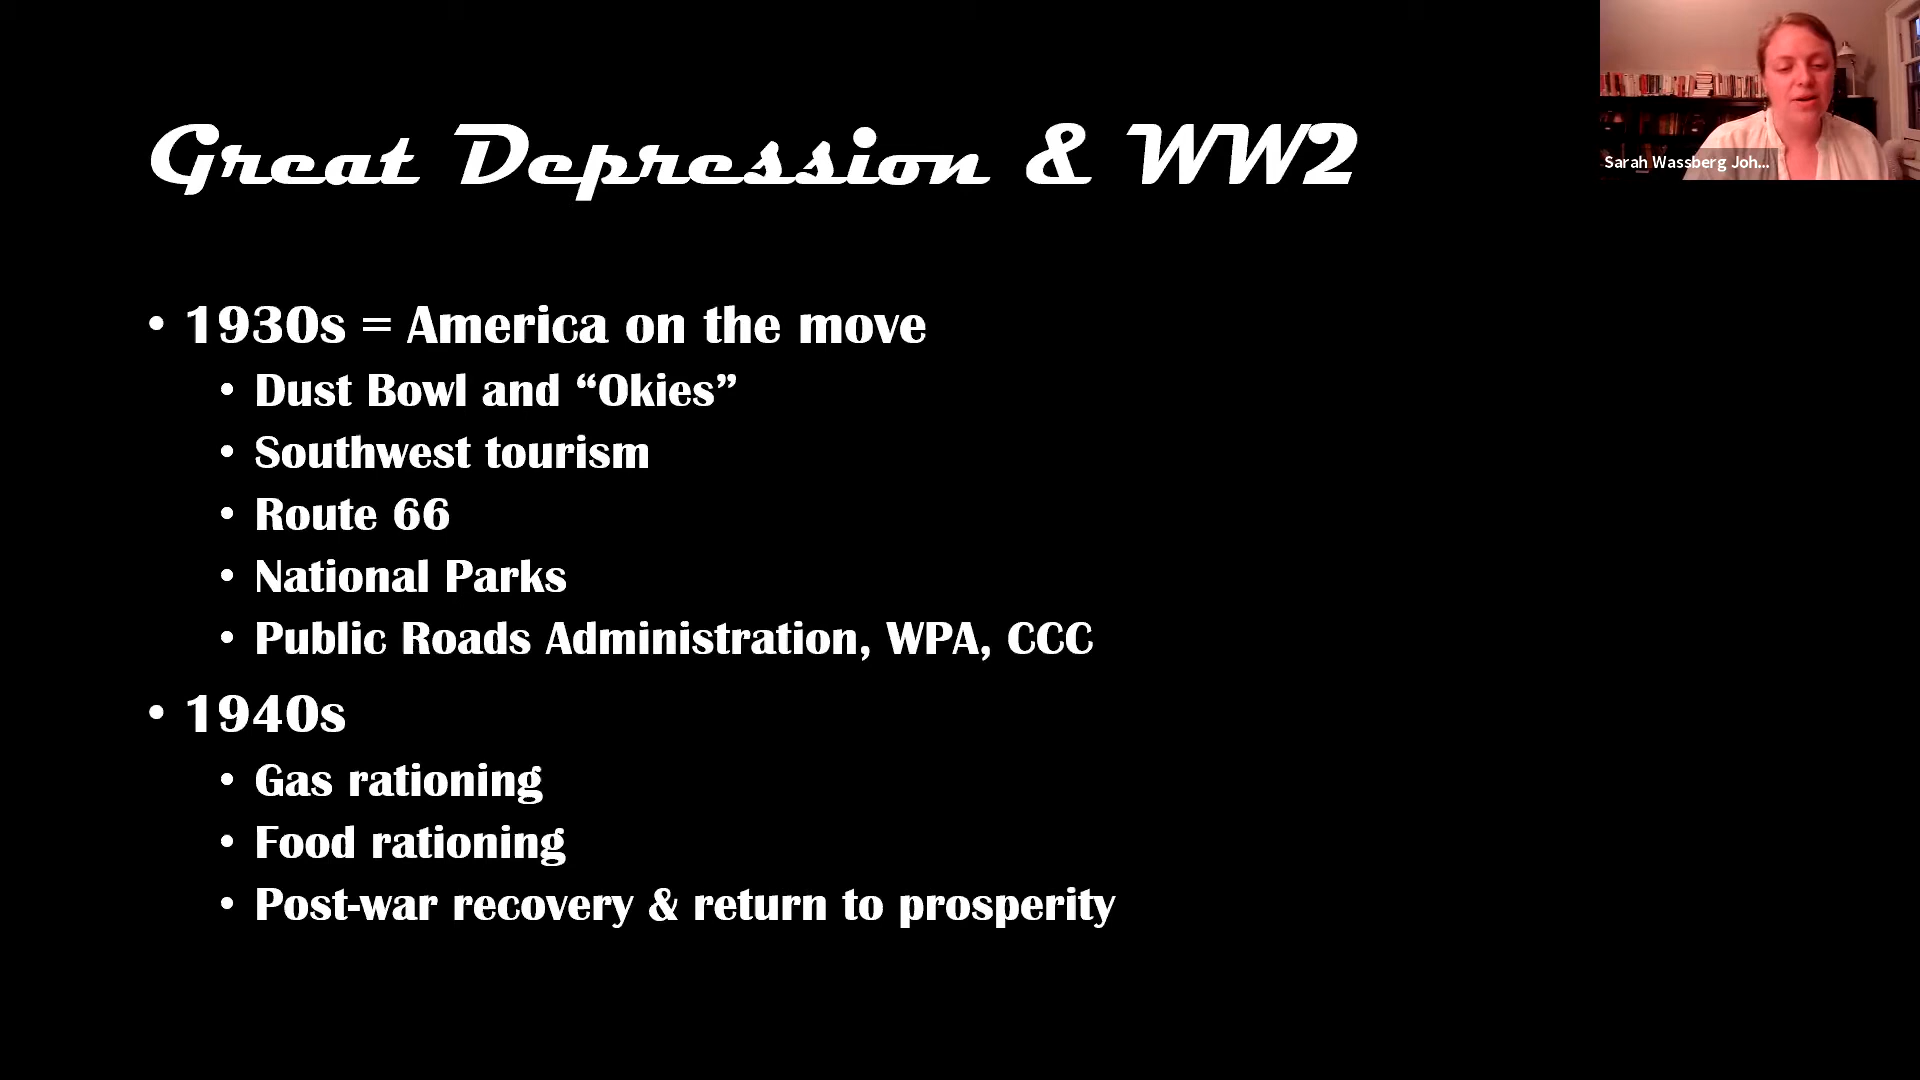 Great Depression & WW2
Sarah Wassberg Joh...
• 1930s = America on the move
• Dust Bowl and “Okies”
• Southwest tourism
• Route 66
• National Parks
• Public Roads Administration, WPA, CCC
• 1940s
• Gas rationing
• Food rationing
• Post-war recovery & return to prosperity